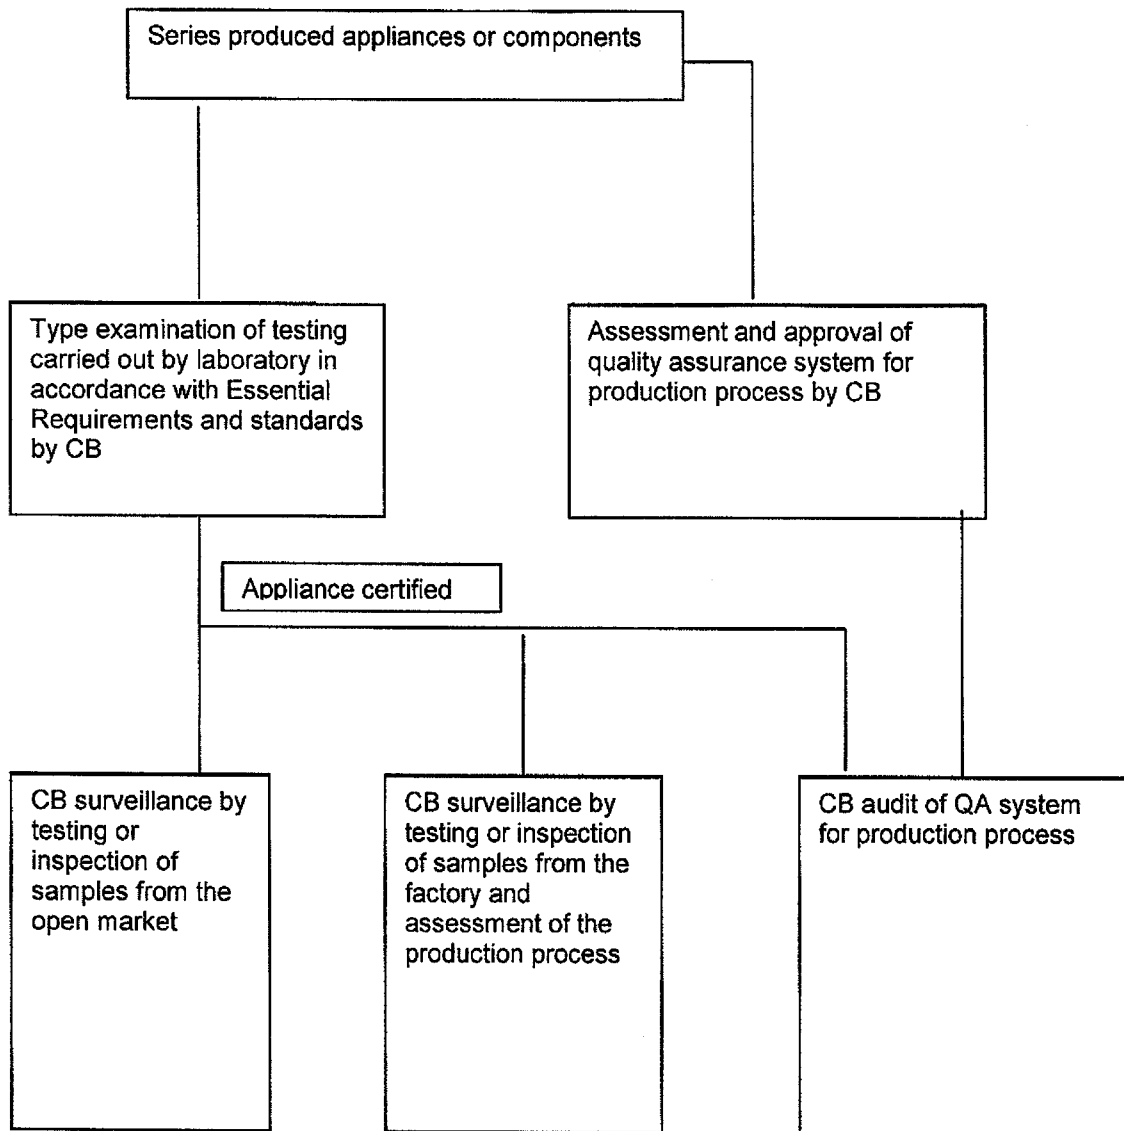 Series produced appliances or components
Type examination of testing
carried out by laboratory in
accordance with Essential
Requirements and standards
by CB
Assessment and approval of
quality assurance system for
production process by CB
Appliance certified
CB surveillance by
testing or
inspection of
samples from the
open market
CB surveillance by
testing or inspection
of samples from the
factory and
assessment of the
production process
CB audit of QA system
for production process